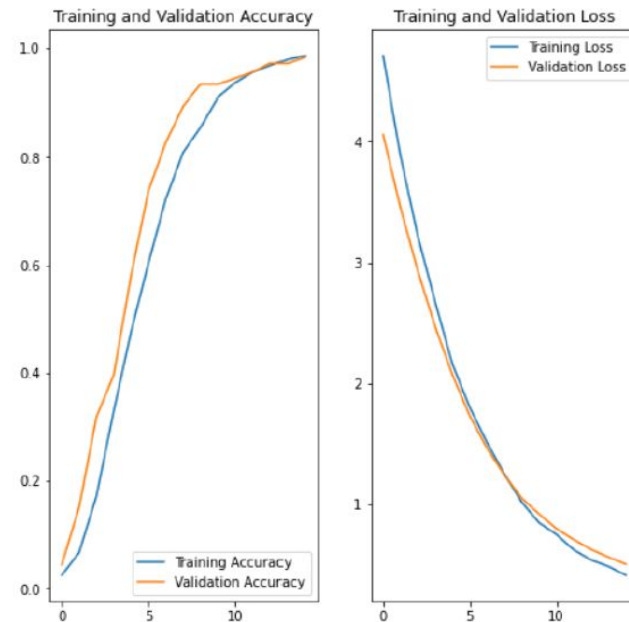 Training and Validation Accuracy
1.0
0.8
0.6
0.4
0.2
0.0
0
5
10
Training Accuracy
Validation Accuracy
Training and Validation Loss
Training Loss
Validation Loss
4
3
2
1
0
5
10